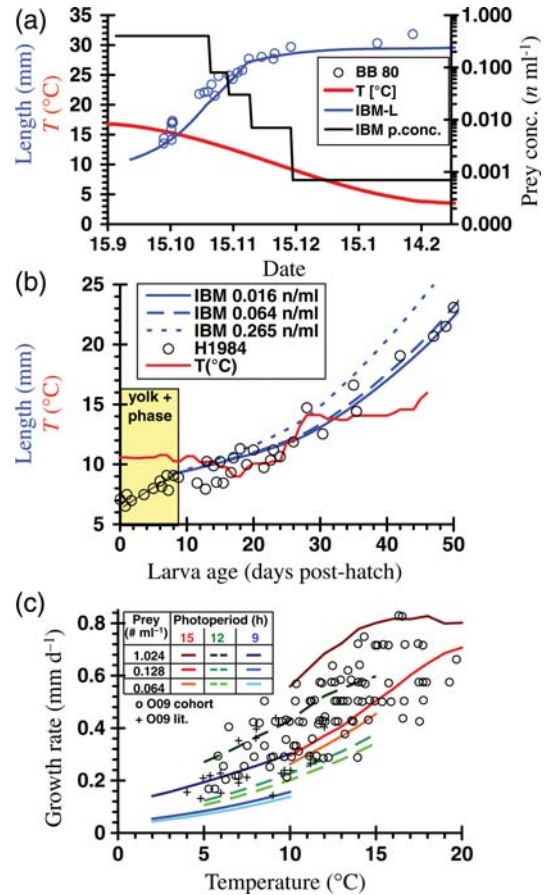 (a)
Length (mm)
T (°C)
35
30
25
20
15
10
5
0
1.000
0.100
0.010
0.001
0.000
Prey conc. (n ml-1)
BB 80
T [°C]
IBM-L
IBM p.conc.
15.9 15.10 15.11 15.12 15.1 14.2
Date
(b)
Length (mm)
T (°C)
25
20
15
10
5
IBM 0.016 n/ml
IBM 0.064 n/ml
IBM 0.265 n/ml
H1984
T(°C)
yolk +
phase
0 10 20 30 40 50
Larva age (days post-hatch)
(c)
Growth rate (mm d-1)
0.8
0.6
0.4
0.2
0
Prey Photoperiod (h)
(# ml-1) 15 12 9
1.024
0.128
0.064
o O09 cohort
+ O09 lit.
0 5 10 15 20
Temperature (°C)